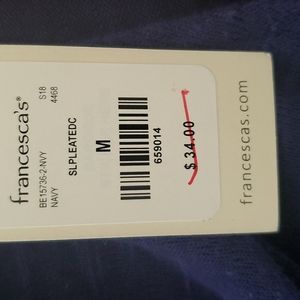 francesca's®
BE15736-2-NVY S18
NAVY 4468
SLPLEATEDC
M
659014
$ 34.00
francescas.com